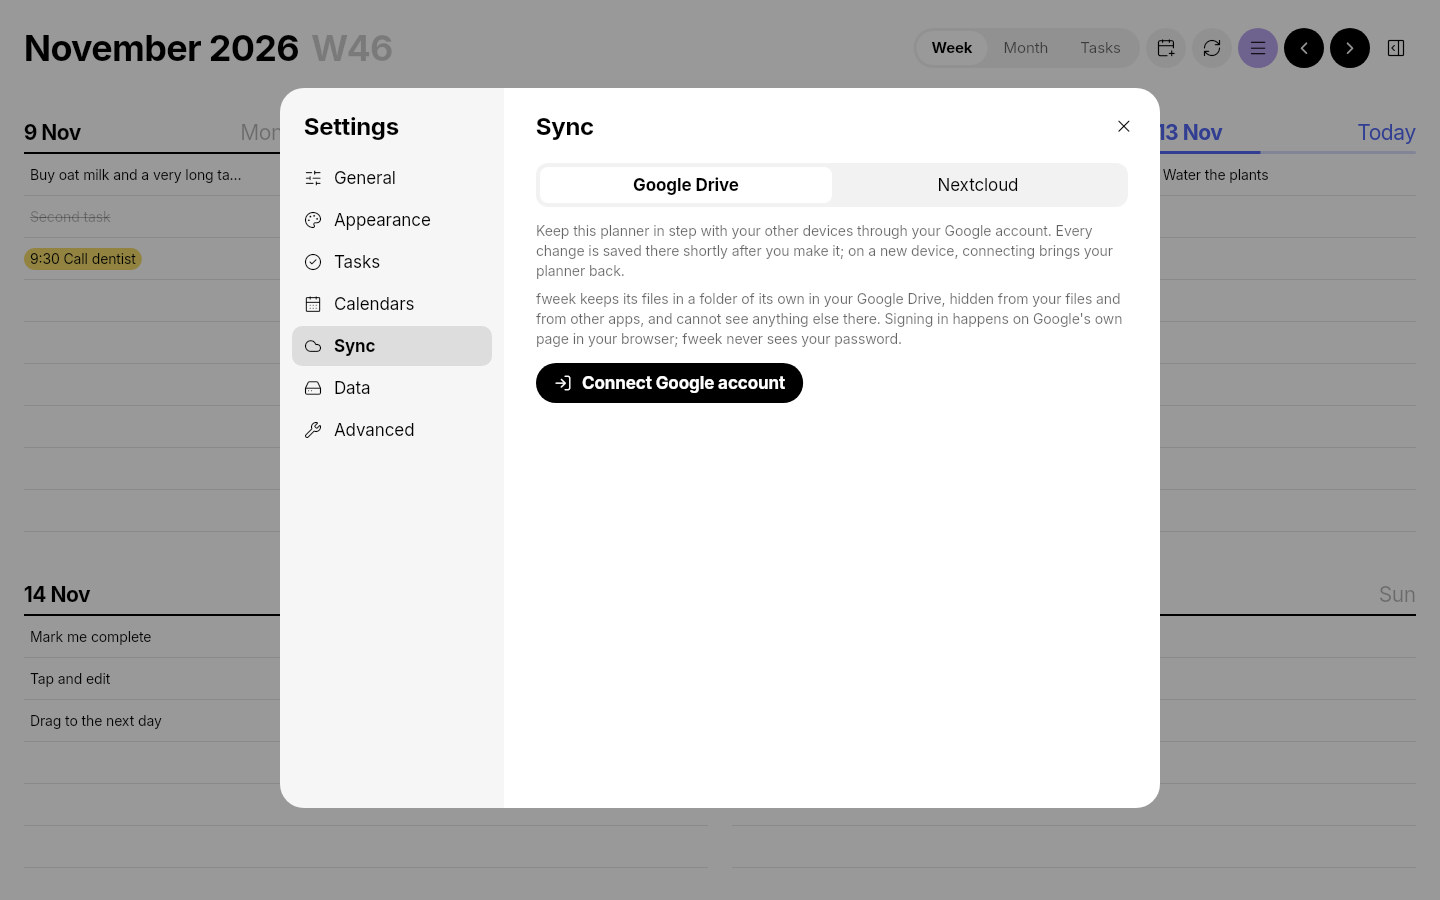 November 2026 W46
Week
Month
Tasks
9 Nov
Mon
13 Nov
Today
Buy oat milk and a very long ta...
Second task
9:30 Call dentist
Water the plants
14 Nov
Sun
Mark me complete
Tap and edit
Drag to the next day
Settings
General
Appearance
Tasks
Calendars
Sync
Data
Advanced
Sync
Google Drive
Nextcloud
Keep this planner in step with your other devices through your Google account. Every
change is saved there shortly after you make it; on a new device, connecting brings your
planner back.
fweek keeps its files in a folder of its own in your Google Drive, hidden from your files and
from other apps, and cannot see anything else there. Signing in happens on Google's own
page in your browser; fweek never sees your password.
Connect Google account